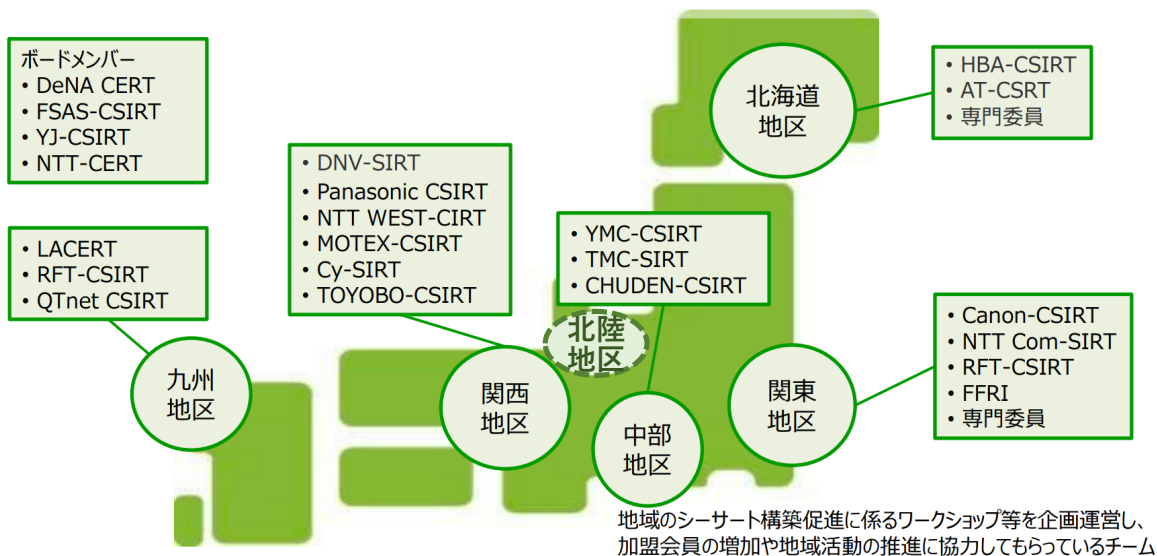 ボードメンバー
• DeNA CERT
• FSAS-CSIRT
• YJ-CSIRT
• NTT-CERT
• LACERT
• RFT-CSIRT
• QTnet CSIRT
九州
地区
• DNV-SIRT
• Panasonic CSIRT
• NTT WEST-CIRT
• MOTEX-CSIRT
• Cy-SIRT
• TOYOBO-CSIRT
関西
地区
北陸
地区
• YMC-CSIRT
• TMC-SIRT
• CHUDEN-CSIRT
中部
地区
北海道
地区
• HBA-CSIRT
• AT-CSRT
• 専門委員
関東
地区
• Canon-CSIRT
• NTT Com-SIRT
• RFT-CSIRT
• FFRI
• 専門委員
地域のシーサート構築促進に係るワークショップ等を企画運営し、
加盟会員の増加や地域活動の推進に協力してもらっているチーム